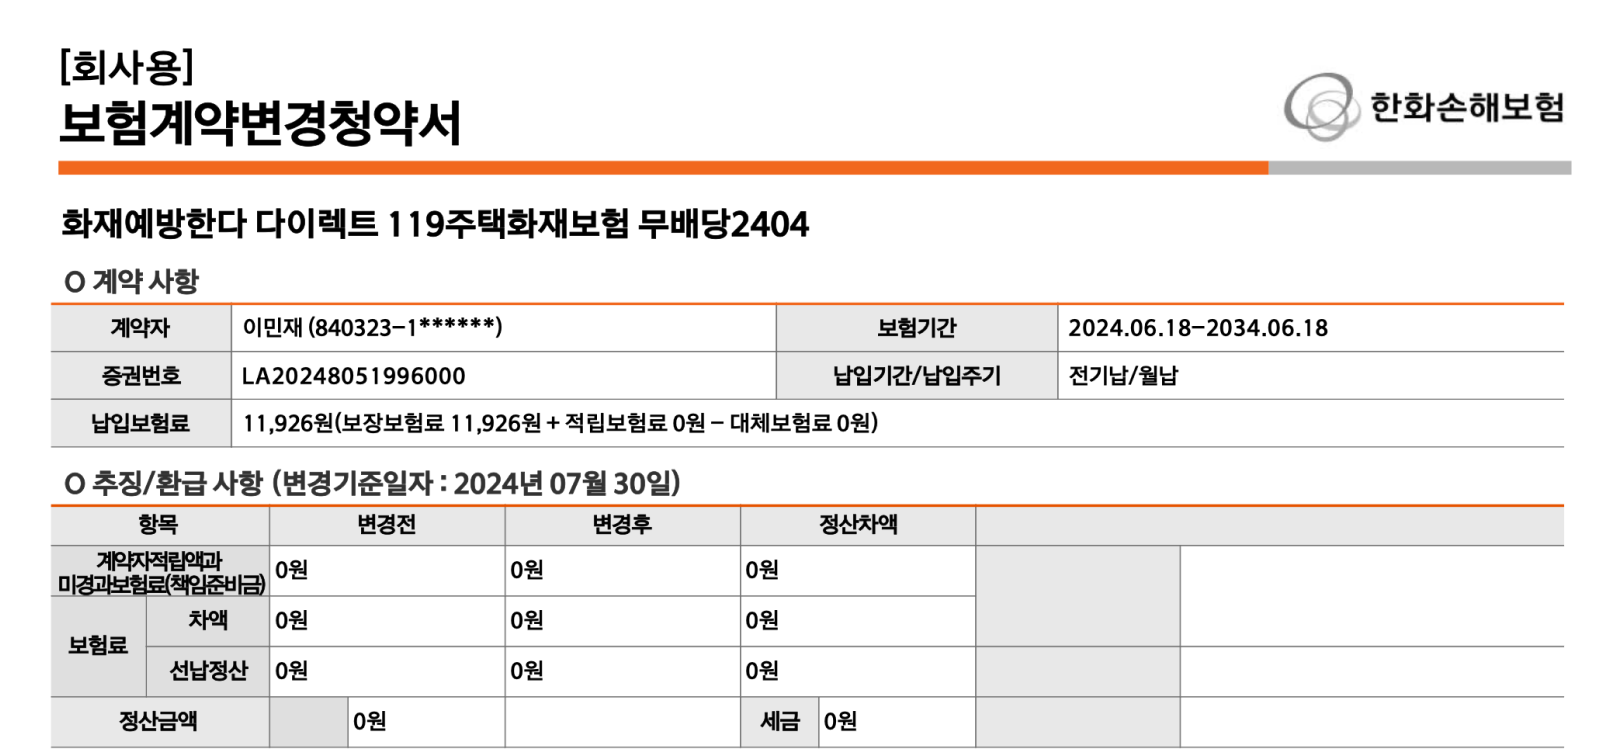 [회사용]
보험계약변경청약서
한화손해보험
화재예방한다 다이렉트 119주택화재보험 무배당2404
O 계약 사항
계약자 이민재 (840323-1******) 보험기간 2024.06.18-2034.06.18
증권번호 LA20248051996000 납입기간/납입주기 전기납/월납
납입보험료 11,926원(보장보험료 11,926원 + 적립보험료 0원 - 대체보험료 0원)
O 추징/환급 사항 (변경기준일자 : 2024년 07월 30일)
항목 변경전 변경후 정산차액
계약자적립액과
미경과보험료(책임준비금) 0원 0원 0원
보험료 차액 0원 0원 0원
선납정산 0원 0원 0원
정산금액 0원 세금 0원